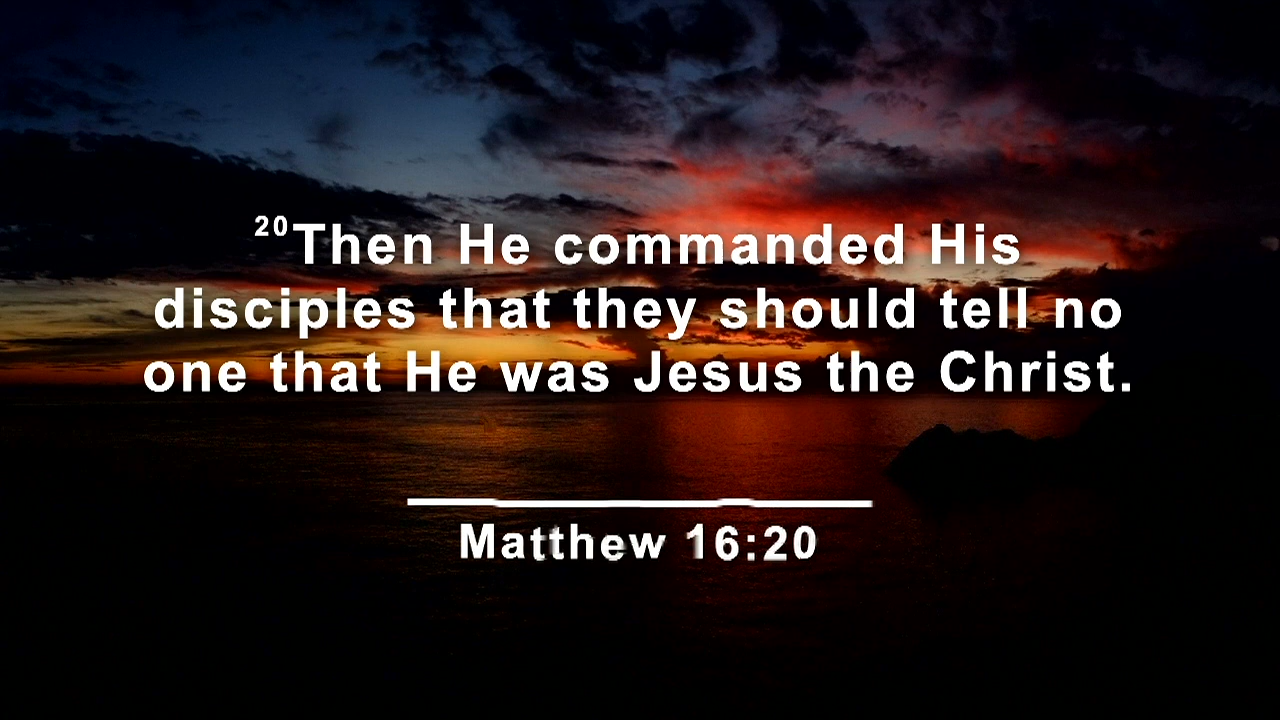 20Then He commanded His
disciples that they should tell no
one that He was Jesus the Christ.
Matthew 16:20